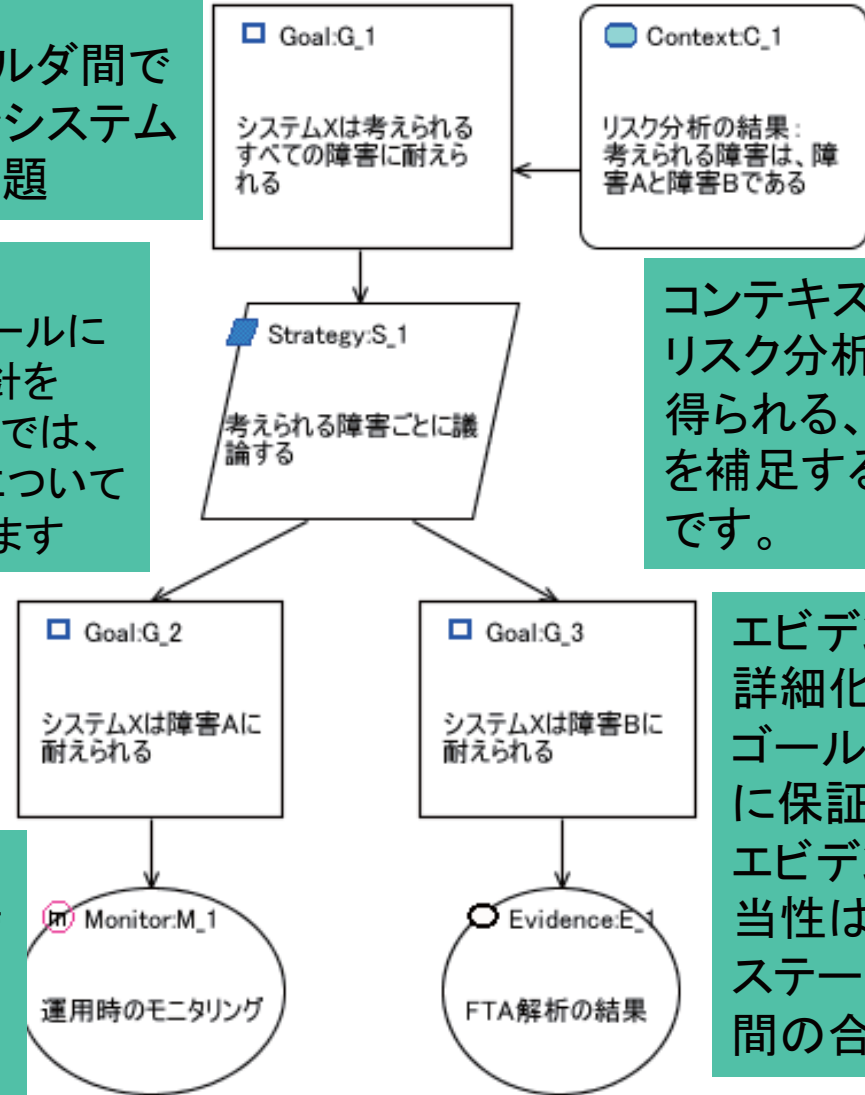 ルダ間で
システム
題
Goal:G_1
システムXは考えられる
すべての障害に耐えら
れる
Context:C_1
リスク分析の結果:
考えられる障害は、障
害Aと障害Bである
ールに
針を
では、
について
ます
Strategy:S_1
考えられる障害ごとに議
論する
コンテキス
リスク分析
得られる、
を補足する
です。
Goal:G_2
システムXは障害Aに
耐えられる
Goal:G_3
システムXは障害Bに
耐えられる
エビデ
詳細化
ゴール
に保証
エビデ
当性は
ステー
間の合
Monitor:M_1
運用時のモニタリング
Evidence:E_1
FTA解析の結果